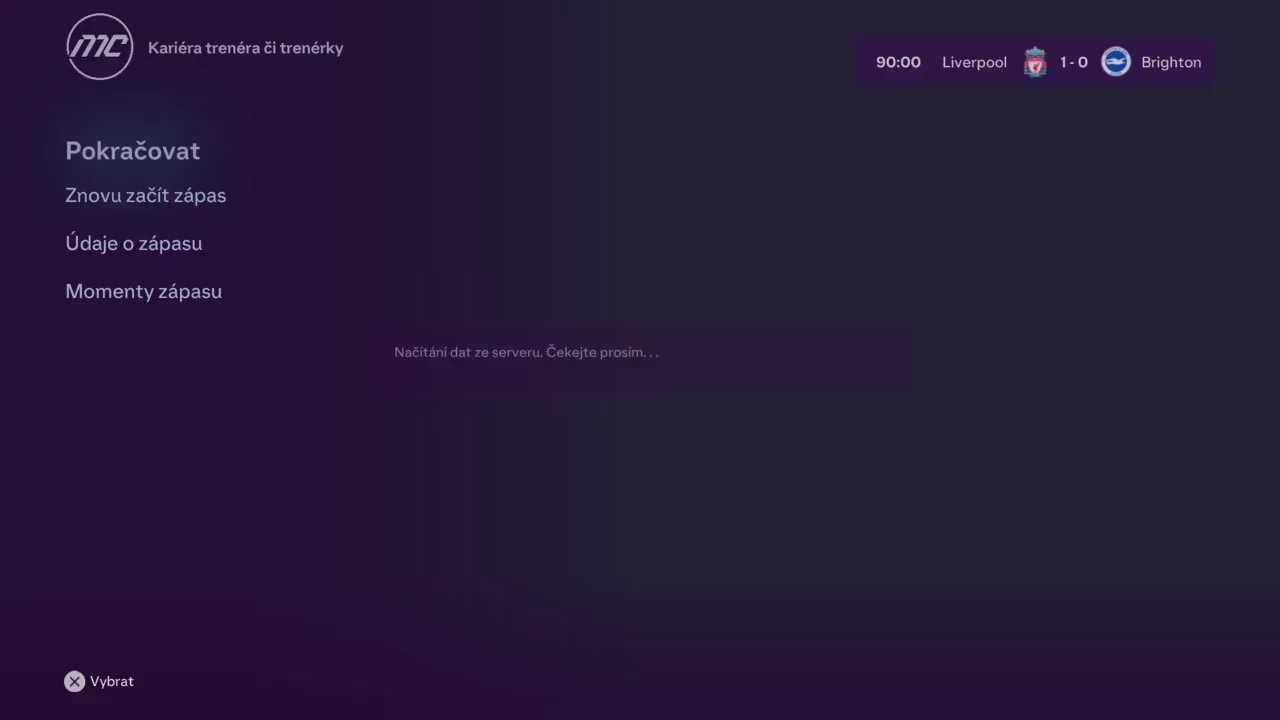 MC
Kariéra trenéra či trenérky
90:00 Liverpool 1 - 0 Brighton
Pokračovat
Znovu začít zápas
Údaje o zápasu
Momenty zápasu
Načítání dat ze serveru. Čekejte prosím. . .
Vybrat